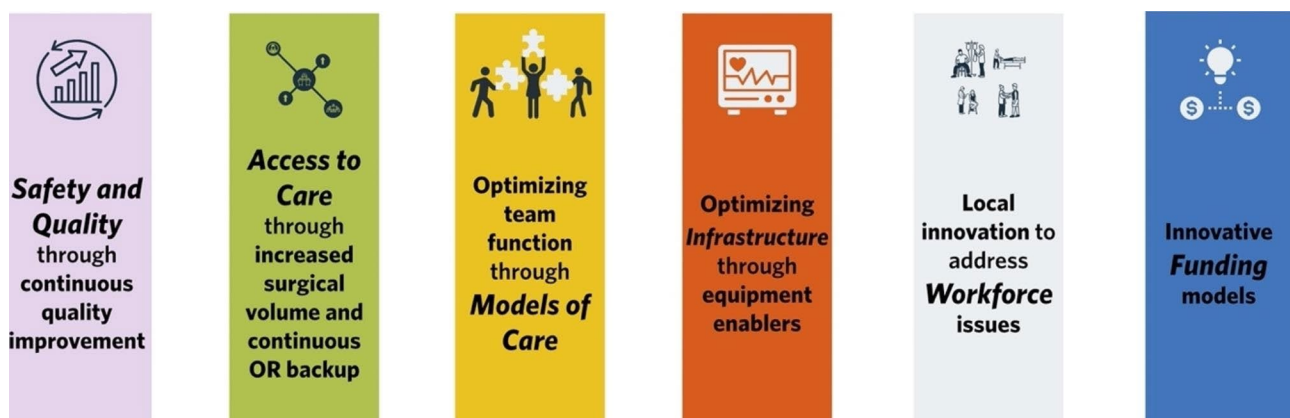 Safety and
Quality
through
continuous
quality
improvement
Access to
Care
through
increased
surgical
volume and
continuous
OR backup
Optimizing
team
function
through
Models of
Care
Optimizing
Infrastructure
through
equipment
enablers
Local
innovation to
address
Workforce
issues
$
$
Innovative
Funding
models